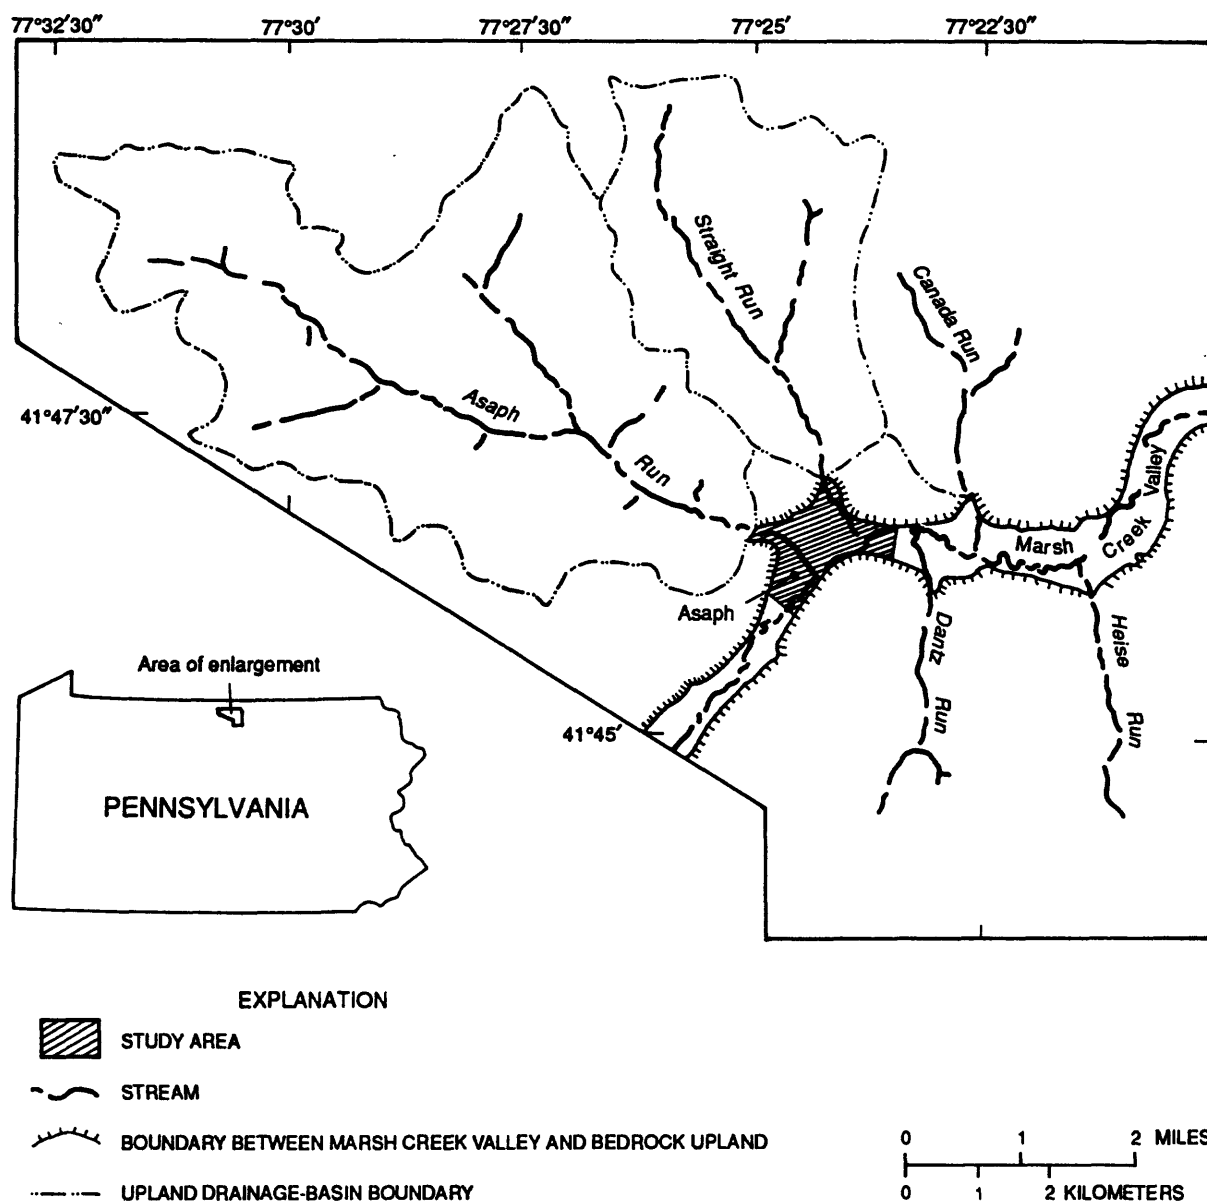 77°32′30″ 77°30′ 77°27′30″ 77°25′ 77°22′30″
Straight Run
Canada Run
Asaph
Run
41°47′30″
Valley
Creek
Marsh
Asaph
Dantz
Run
Heise
Run
41°45′
Area of enlargement
PENNSYLVANIA
EXPLANATION
STUDY AREA
STREAM
BOUNDARY BETWEEN MARSH CREEK VALLEY AND BEDROCK UPLAND
UPLAND DRAINAGE-BASIN BOUNDARY
0 1 2 MILES
0 1 2 KILOMETERS